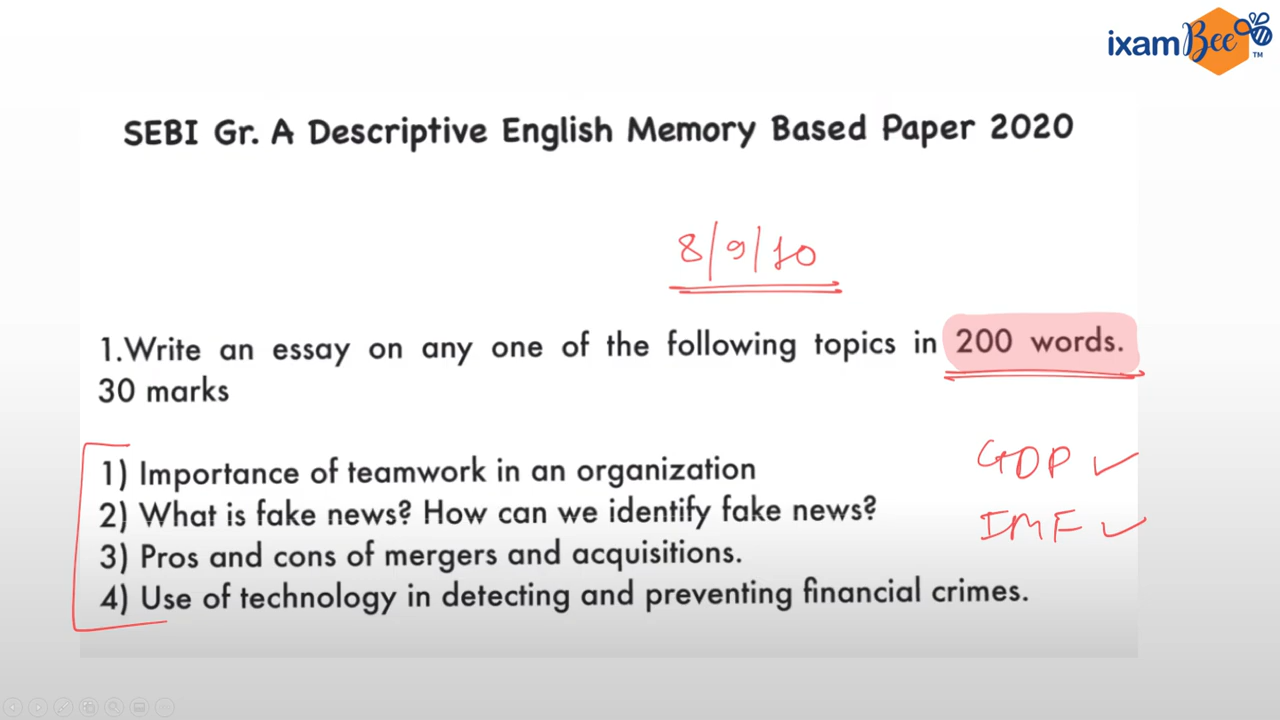 ixamBee
TM
SEBI Gr. A Descriptive English Memory Based Paper 2020
8/9/10
1.Write an essay on any one of the following topics in 200 words.
30 marks
1) Importance of teamwork in an organization
2) What is fake news? How can we identify fake news?
3) Pros and cons of mergers and acquisitions.
4) Use of technology in detecting and preventing financial crimes.
GDP ✓
IMF ✓